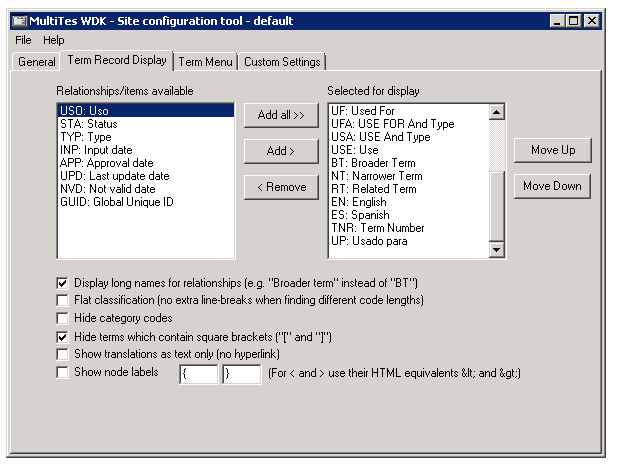 MultiTes WDK - Site configuration tool - default
File Help
General Term Record Display Term Menu Custom Settings
Relationships/items available
USO: Uso
STA: Status
TYP: Type
INP: Input date
APP: Approval date
UPD: Last update date
NVD: Not valid date
GUID: Global Unique ID
Add all >>
Add >
< Remove
Selected for display
UF: Used For
UFA: USE FOR And Type
USA: USE And Type
USE: Use
BT: Broader Term
NT: Narrower Term
RT: Related Term
EN: English
ES: Spanish
TNR: Term Number
UP: Usado para
Move Up
Move Down
Display long names for relationships (e.g. "Broader term" instead of "BT")
Flat classification (no extra line-breaks when finding different code lengths)
Hide category codes
Hide terms which contain square brackets ("[" and "]")
Show translations as text only (no hyperlink)
Show node labels { } (For < and > use their HTML equivalents &lt; and &gt;)